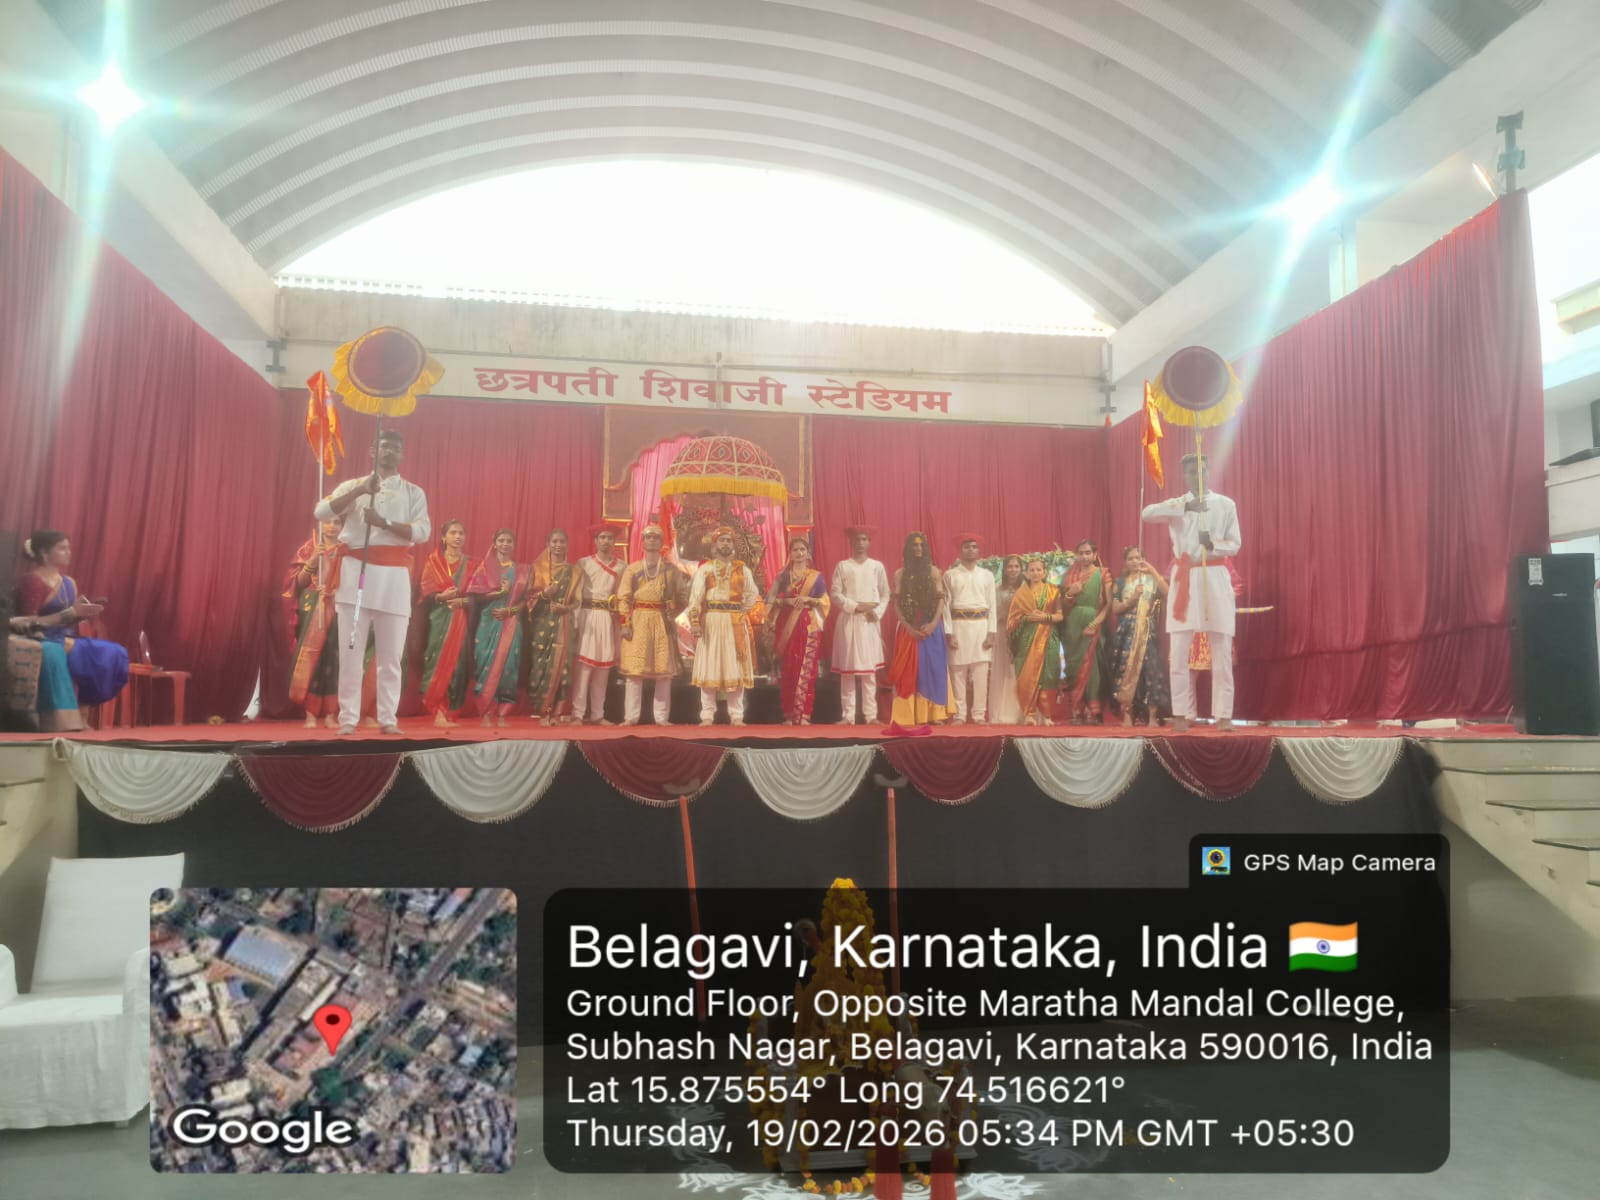 छत्रपती शिवाजी स्टेडियम
GPS Map Camera
Belagavi, Karnataka, India
Ground Floor, Opposite Maratha Mandal College,
Subhash Nagar, Belagavi, Karnataka 590016, India
Lat 15.875554° Long 74.516621°
Thursday, 19/02/2026 05:34 PM GMT +05:30
Google